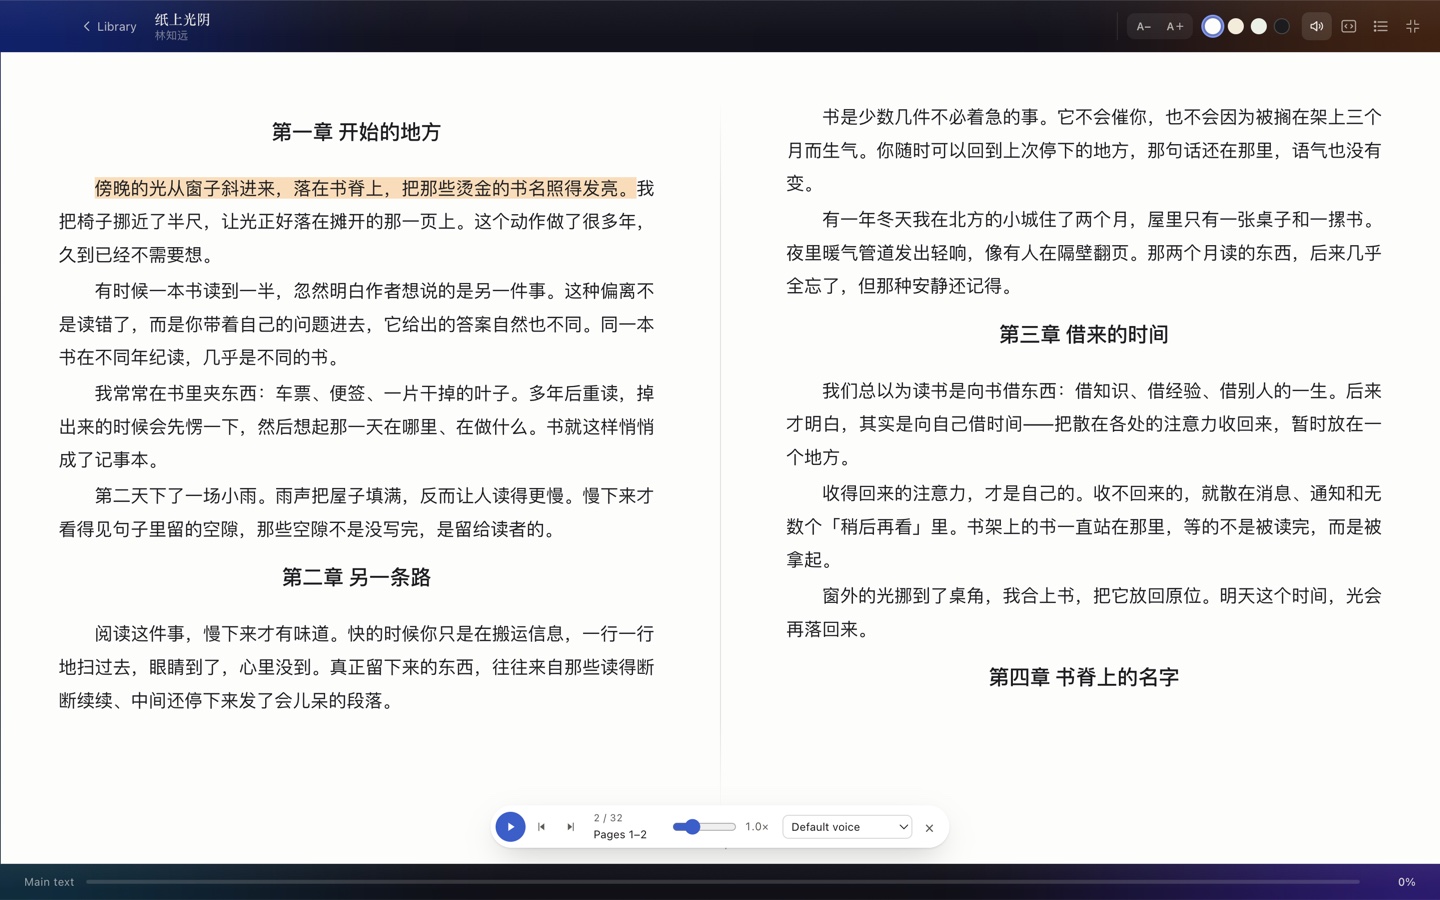 Library
纸上光阴
林知远
A−
A+
第一章 开始的地方
傍晚的光从窗子斜进来，落在书脊上，把那些烫金的书名照得发亮。我
把椅子挪近了半尺，让光正好落在摊开的那一页上。这个动作做了很多年，
久到已经不需要想。
有时候一本书读到一半，忽然明白作者想说的是另一件事。这种偏离不
是读错了，而是你带着自己的问题进去，它给出的答案自然也不同。同一本
书在不同年纪读，几乎是不同的书。
我常常在书里夹东西：车票、便签、一片干掉的叶子。多年后重读，掉
出来的时候会先愣一下，然后想起那一天在哪里、在做什么。书就这样悄悄
成了记事本。
第二天下了一场小雨。雨声把屋子填满，反而让人读得更慢。慢下来才
看得见句子里留的空隙，那些空隙不是没写完，是留给读者的。
第二章 另一条路
阅读这件事，慢下来才有味道。快的时候你只是在搬运信息，一行一行
地扫过去，眼睛到了，心里没到。真正留下来的东西，往往来自那些读得断
断续续、中间还停下来发了会儿呆的段落。
书是少数几件不必着急的事。它不会催你，也不会因为被搁在架上三个
月而生气。你随时可以回到上次停下的地方，那句话还在那里，语气也没有
变。
有一年冬天我在北方的小城住了两个月，屋里只有一张桌子和一摞书。
夜里暖气管道发出轻响，像有人在隔壁翻页。那两个月读的东西，后来几乎
全忘了，但那种安静还记得。
第三章 借来的时间
我们总以为读书是向书借东西：借知识、借经验、借别人的一生。后来
才明白，其实是向自己借时间——把散在各处的注意力收回来，暂时放在一
个地方。
收得回来的注意力，才是自己的。收不回来的，就散在消息、通知和无
数个「稍后再看」里。书架上的书一直站在那里，等的不是被读完，而是被
拿起。
窗外的光挪到了桌角，我合上书，把它放回原位。明天这个时间，光会
再落回来。
第四章 书脊上的名字
2 / 32
Pages 1–2
1.0×
Default voice
Main text
0%